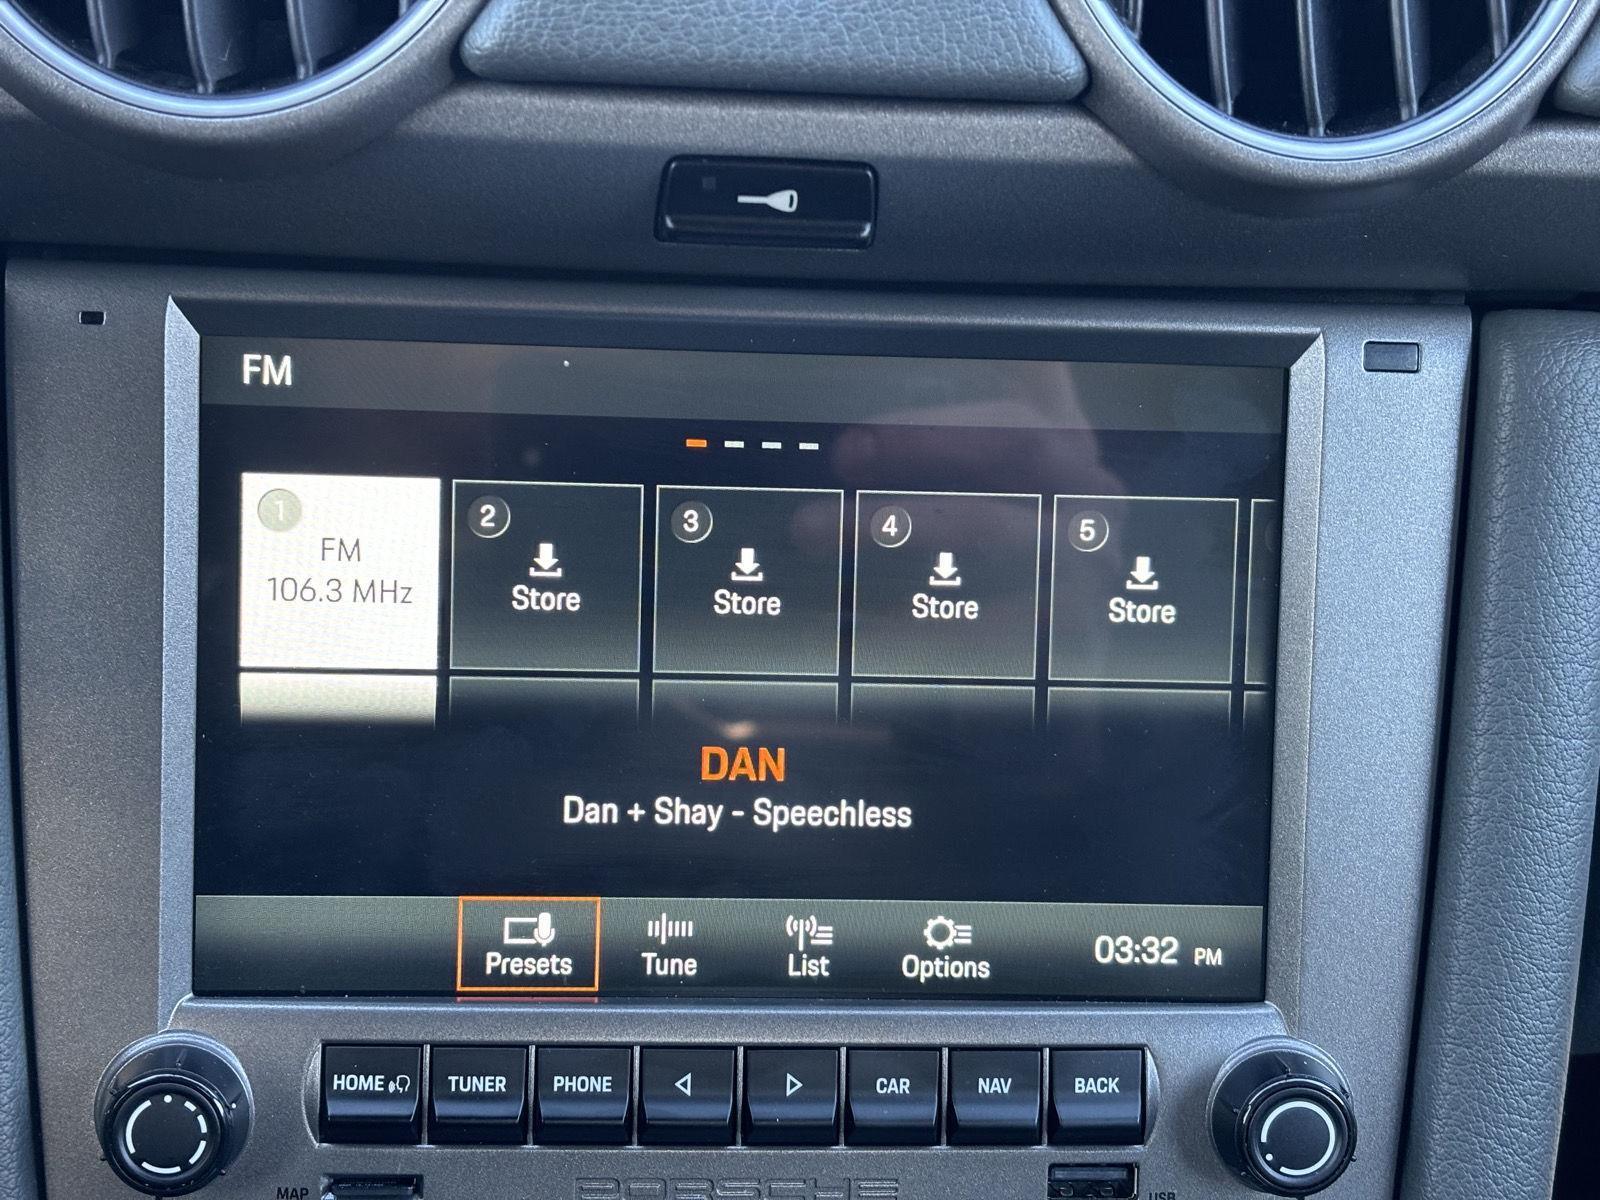 FM
1
FM
106.3 MHz
2
Store
3
Store
4
Store
5
Store
DAN
Dan + Shay - Speechless
Presets
Tune
List
Options
03:32 PM
HOME
TUNER
PHONE
CAR
NAV
BACK
MAP
PORSCHE
USB